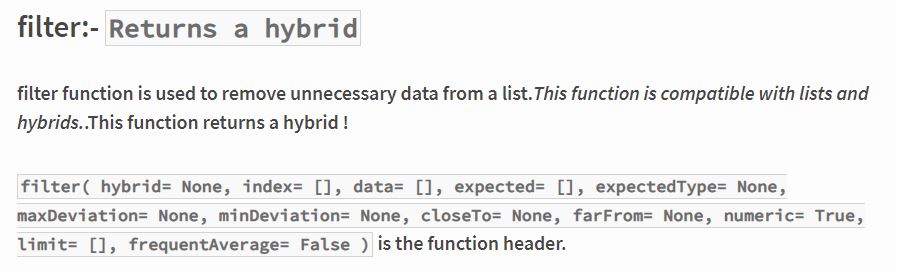 filter:- Returns a hybrid
filter function is used to remove unnecessary data from a list.This function is compatible with lists and
hybrids..This function returns a hybrid !
filter( hybrid= None, index= [], data= [], expected= [], expectedType= None,
maxDeviation= None, minDeviation= None, closeTo= None, farFrom= None, numeric= True,
limit= [], frequentAverage= False ) is the function header.